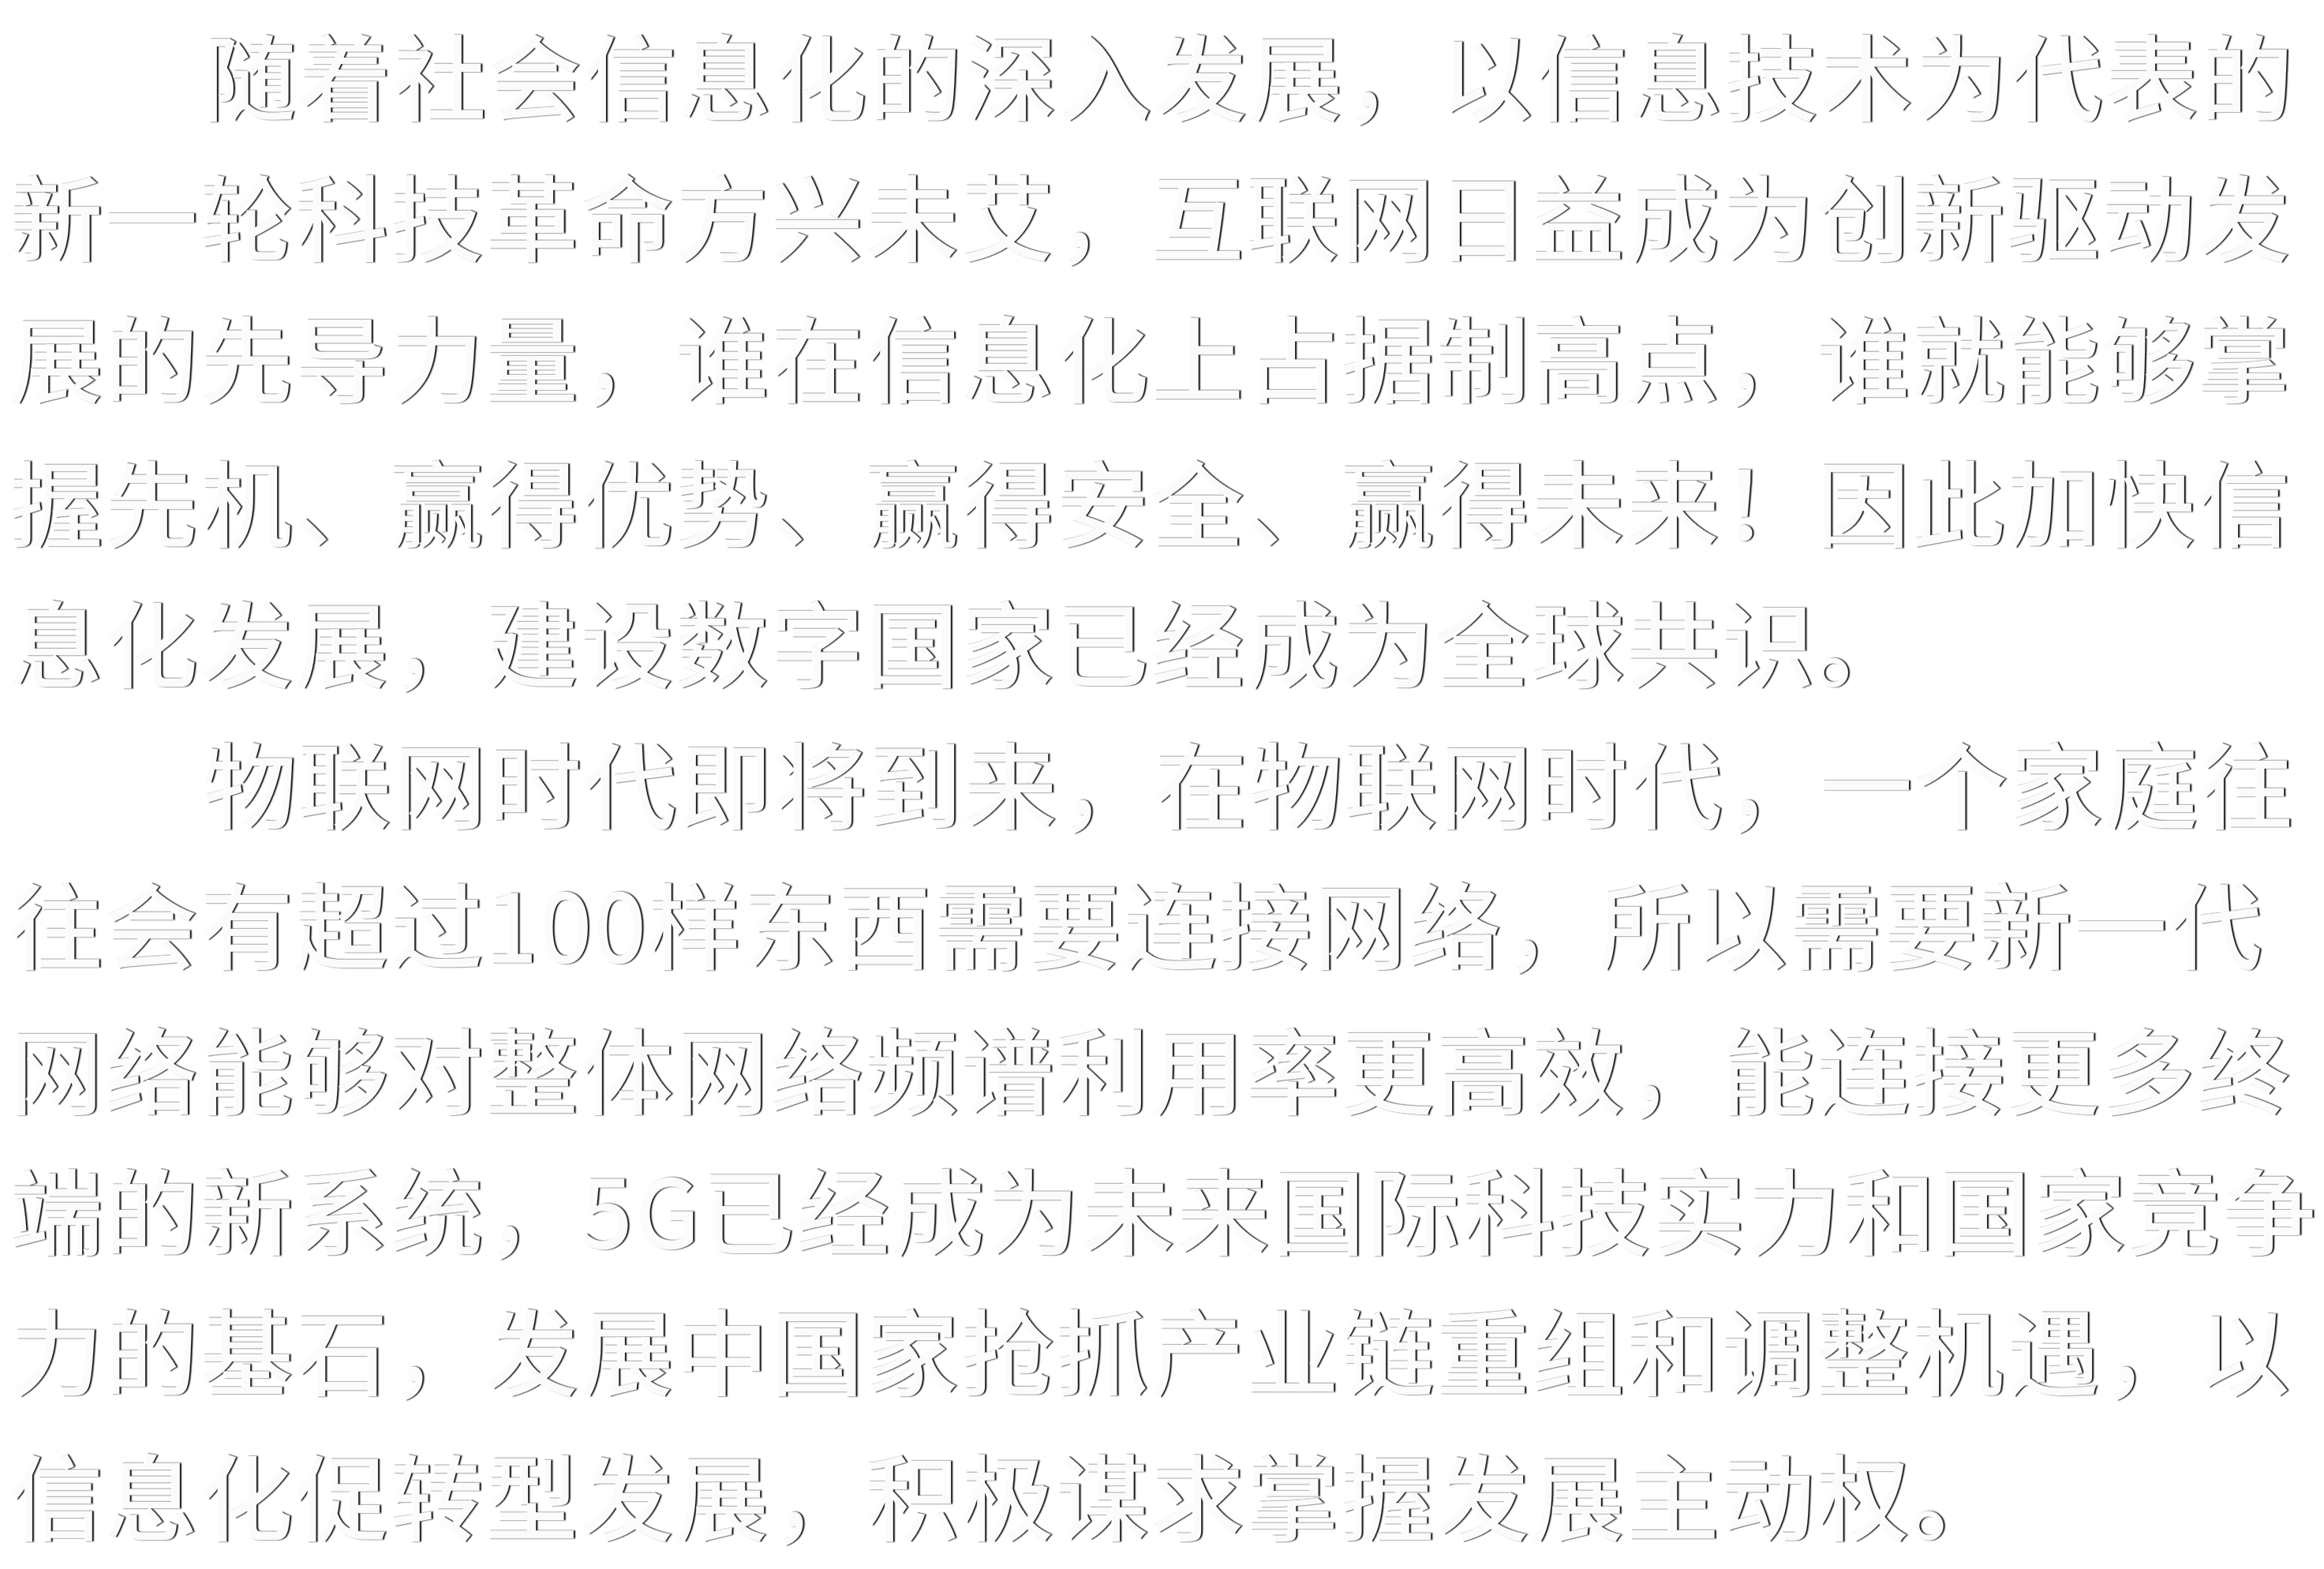 随着社会信息化的深入发展，以信息技术为代表的
新一轮科技革命方兴未艾，互联网日益成为创新驱动发
展的先导力量，谁在信息化上占据制高点，谁就能够掌
握先机、赢得优势、赢得安全、赢得未来！因此加快信
息化发展，建设数字国家已经成为全球共识。
物联网时代即将到来，在物联网时代，一个家庭往
往会有超过100样东西需要连接网络，所以需要新一代
网络能够对整体网络频谱利用率更高效，能连接更多终
端的新系统，5G已经成为未来国际科技实力和国家竞争
力的基石，发展中国家抢抓产业链重组和调整机遇，以
信息化促转型发展，积极谋求掌握发展主动权。